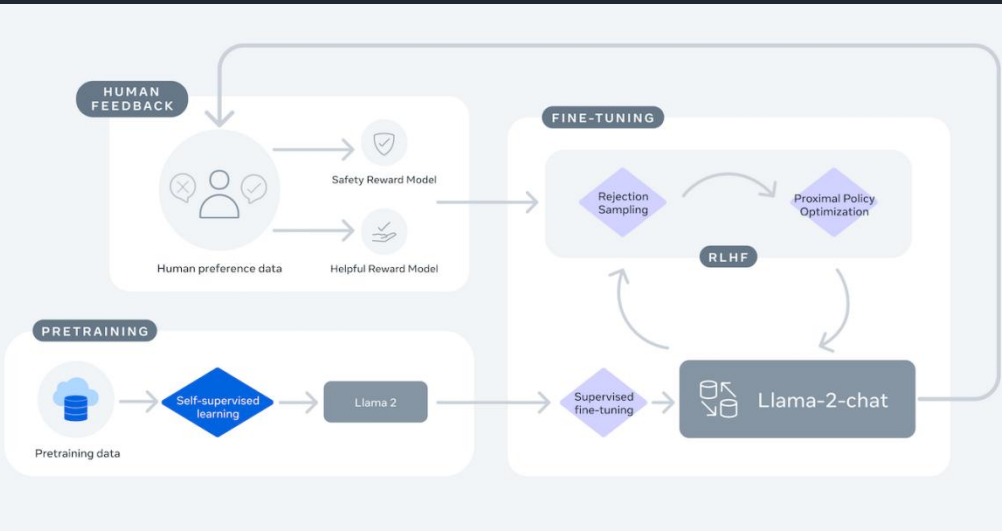 HUMAN
FEEDBACK
Safety Reward Model
Human preference data
Helpful Reward Model
FINE-TUNING
Rejection
Sampling
Proximal Policy
Optimization
RLHF
PRETRAINING
Pretraining data
Self-supervised
learning
Llama 2
Supervised
fine-tuning
Llama-2-chat